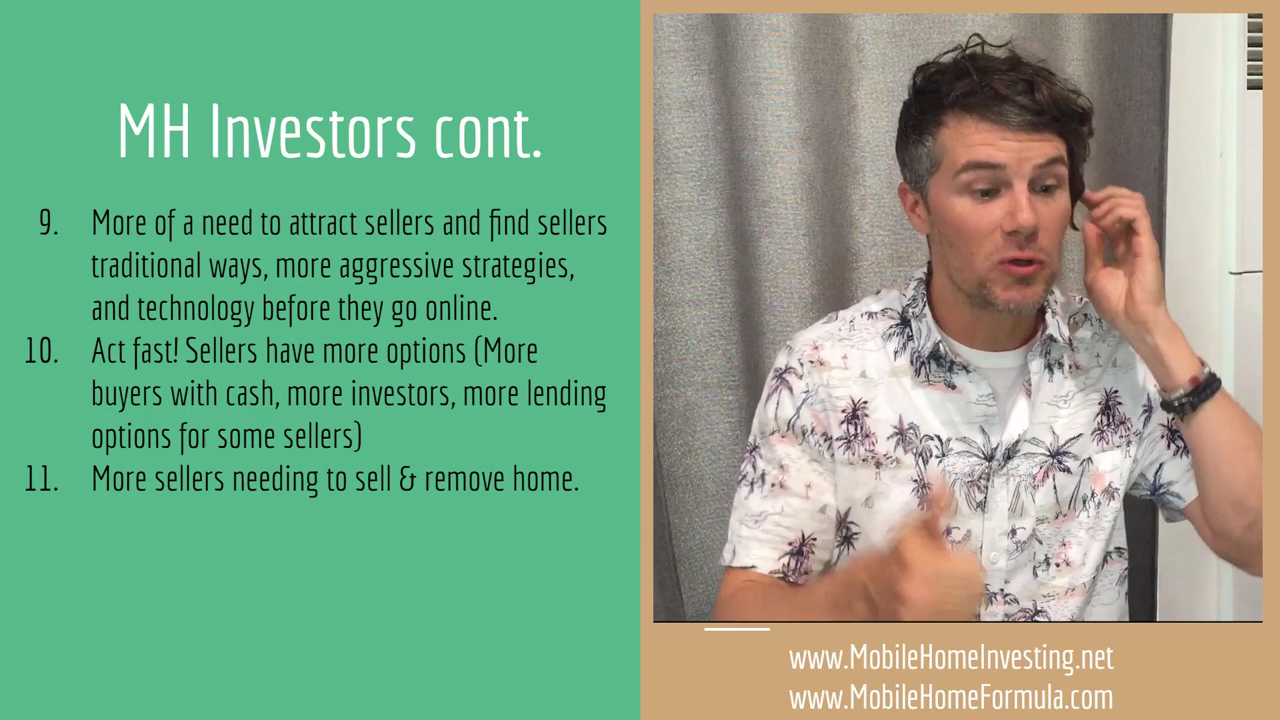 MH Investors cont.
9. More of a need to attract sellers and find sellers
traditional ways, more aggressive strategies,
and technology before they go online.
10. Act fast! Sellers have more options (More
buyers with cash, more investors, more lending
options for some sellers)
11. More sellers needing to sell & remove home.
www.MobileHomeInvesting.net
www.MobileHomeFormula.com